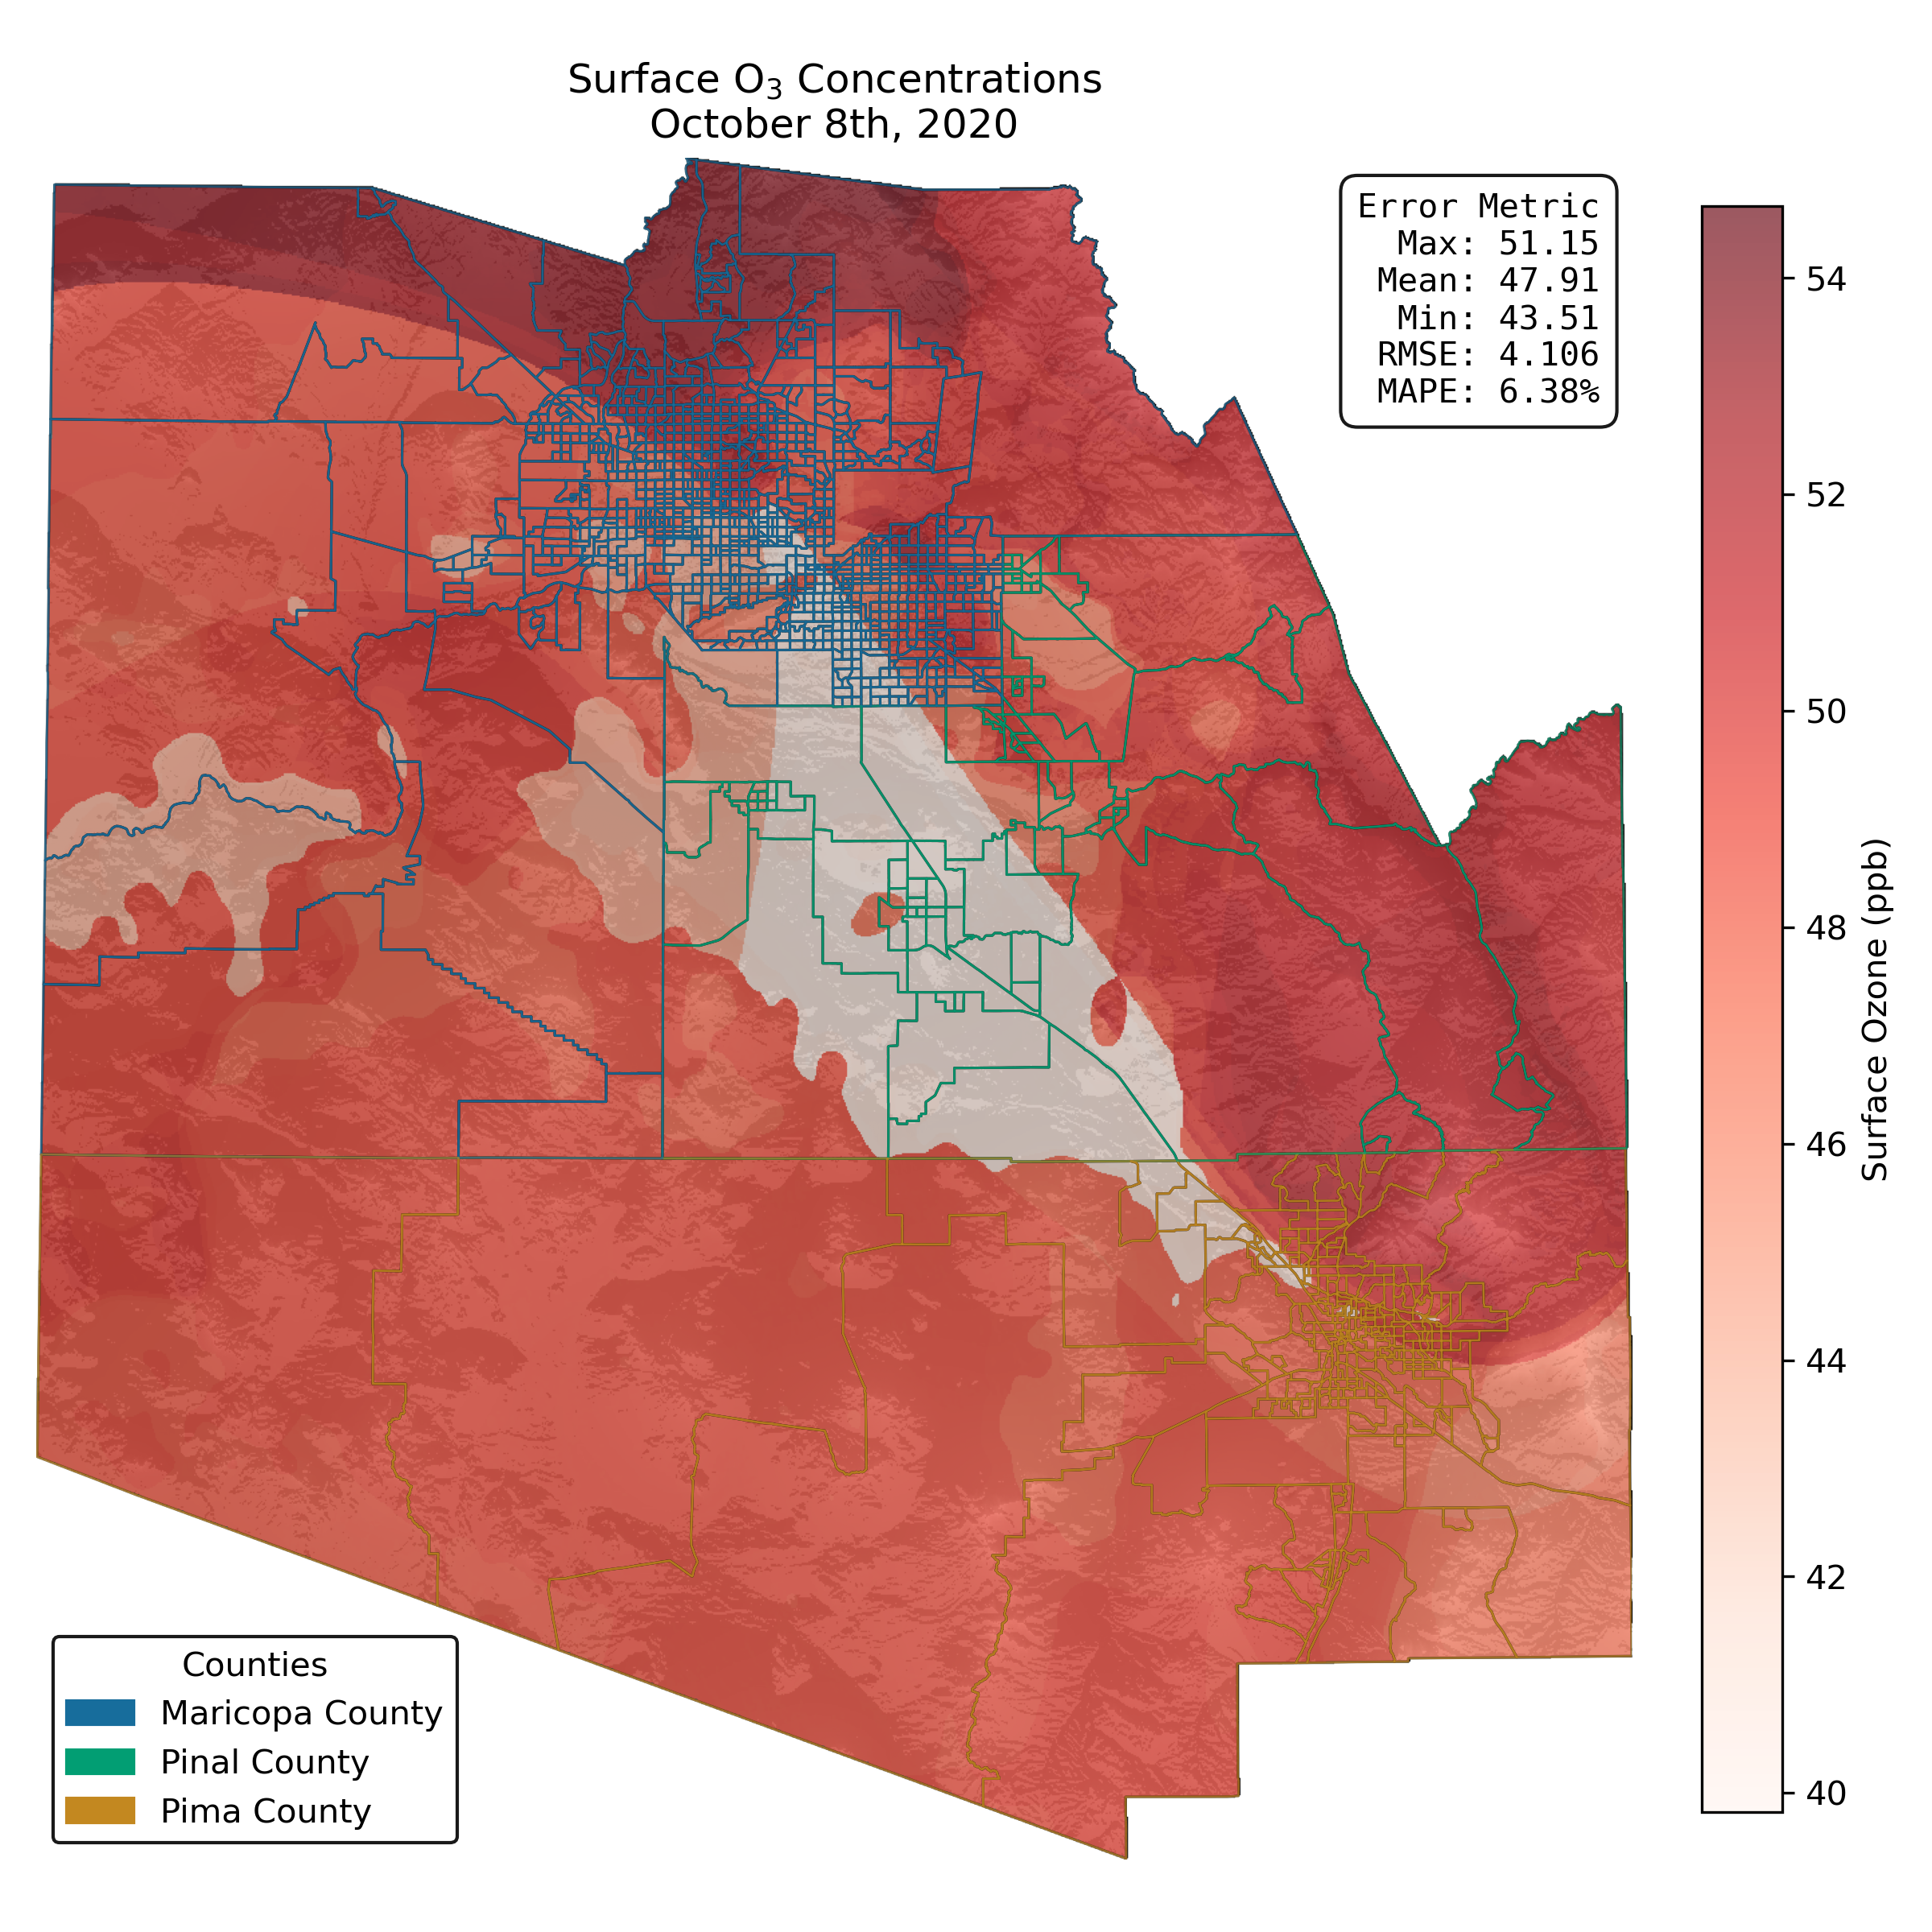 Surface O₃ Concentrations
October 8th, 2020
Error Metric
Max: 51.15
Mean: 47.91
Min: 43.51
RMSE: 4.106
MAPE: 6.38%
54
52
50
48
46
44
42
40
Surface Ozone (ppb)
Counties
Maricopa County
Pinal County
Pima County